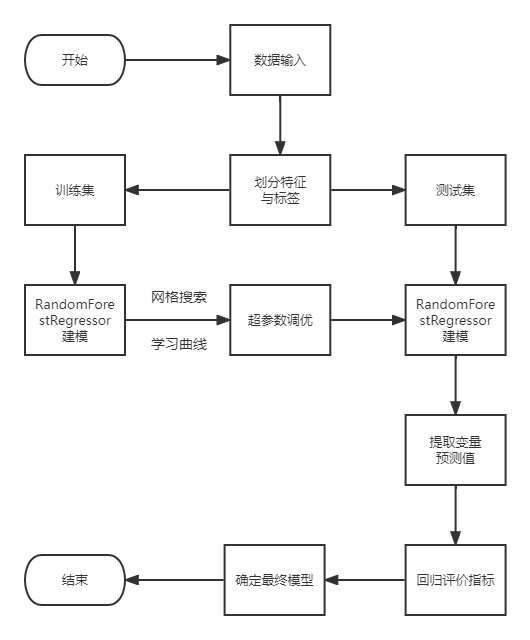 开始
数据输入
训练集
划分特征
与标签
测试集
RandomFore
stRegressor
建模
网格搜索
学习曲线
超参数调优
RandomFore
stRegressor
建模
提取变量
预测值
结束
确定最终模型
回归评价指标